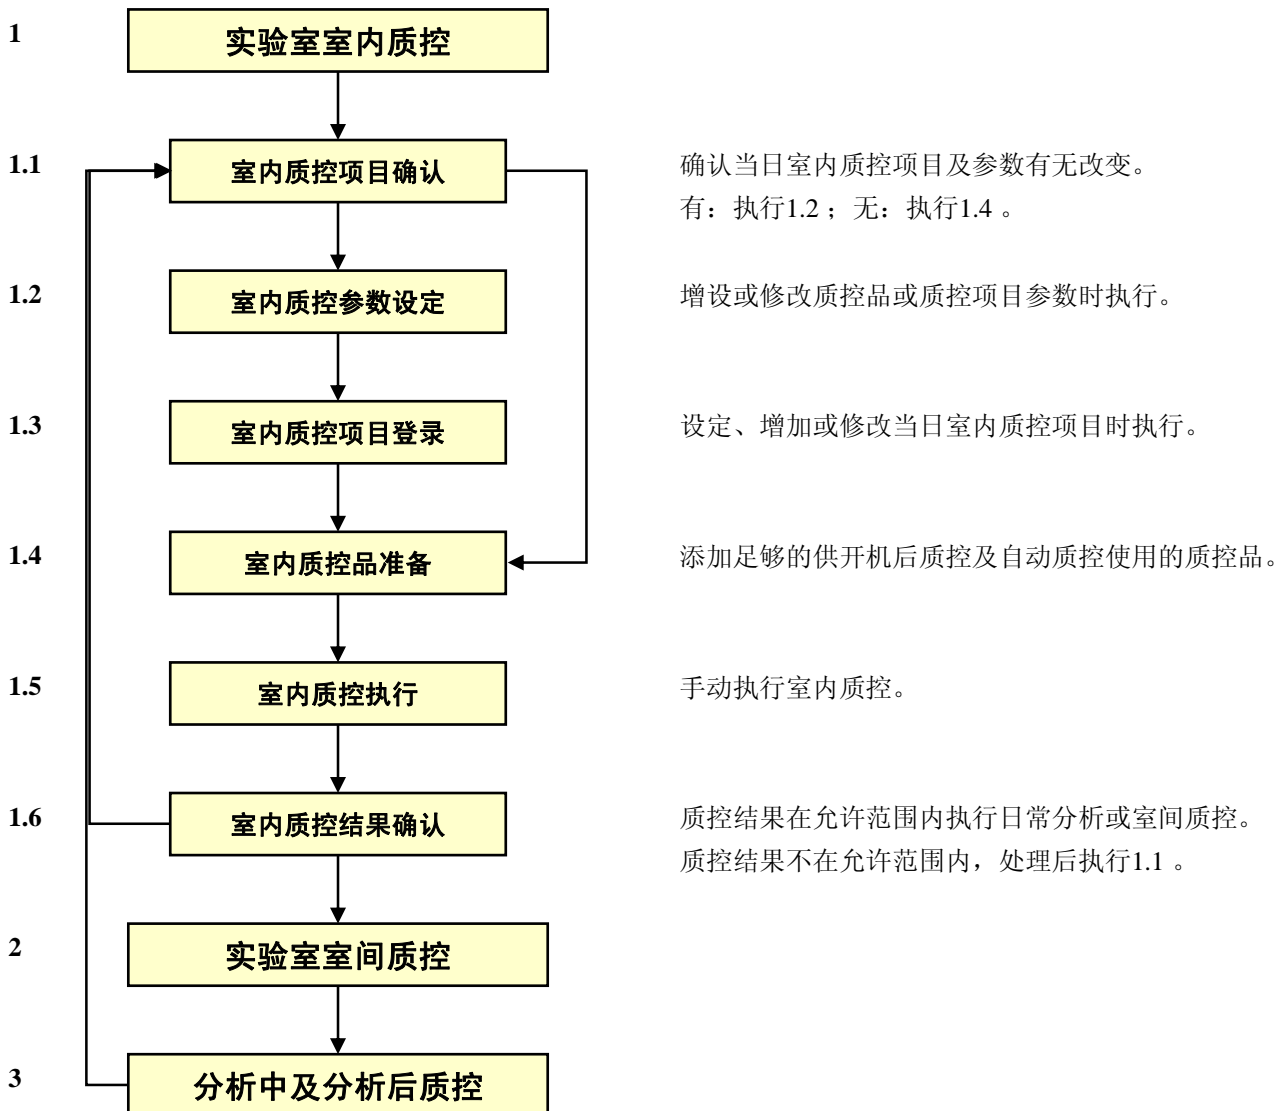 1 实验室室内质控
1.1 室内质控项目确认 确认当日室内质控项目及参数有无改变。
有：执行1.2 ；无：执行1.4 。
1.2 室内质控参数设定 增设或修改质控品或质控项目参数时执行。
1.3 室内质控项目登录 设定、增加或修改当日室内质控项目时执行。
1.4 室内质控品准备 添加足够的供开机后质控及自动质控使用的质控品。
1.5 室内质控执行 手动执行室内质控。
1.6 室内质控结果确认 质控结果在允许范围内执行日常分析或室间质控。
质控结果不在允许范围内，处理后执行1.1 。
2 实验室室间质控
3 分析中及分析后质控